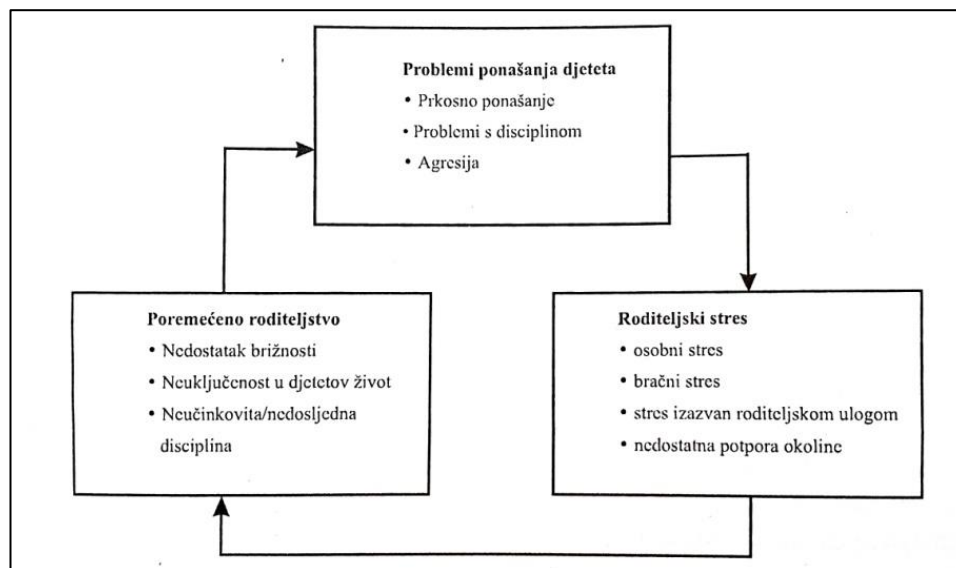 Problemi ponašanja djeteta
• Prkosno ponašanje
• Problemi s disciplinom
• Agresija
Poremećeno roditeljstvo
• Nedostatak brižnosti
• Neuključenost u djetetov život
• Neučinkovita/nedosljedna
disciplina
Roditeljski stres
• osobni stres
• bračni stres
• stres izazvan roditeljskom ulogom
• nedostatna potpora okoline